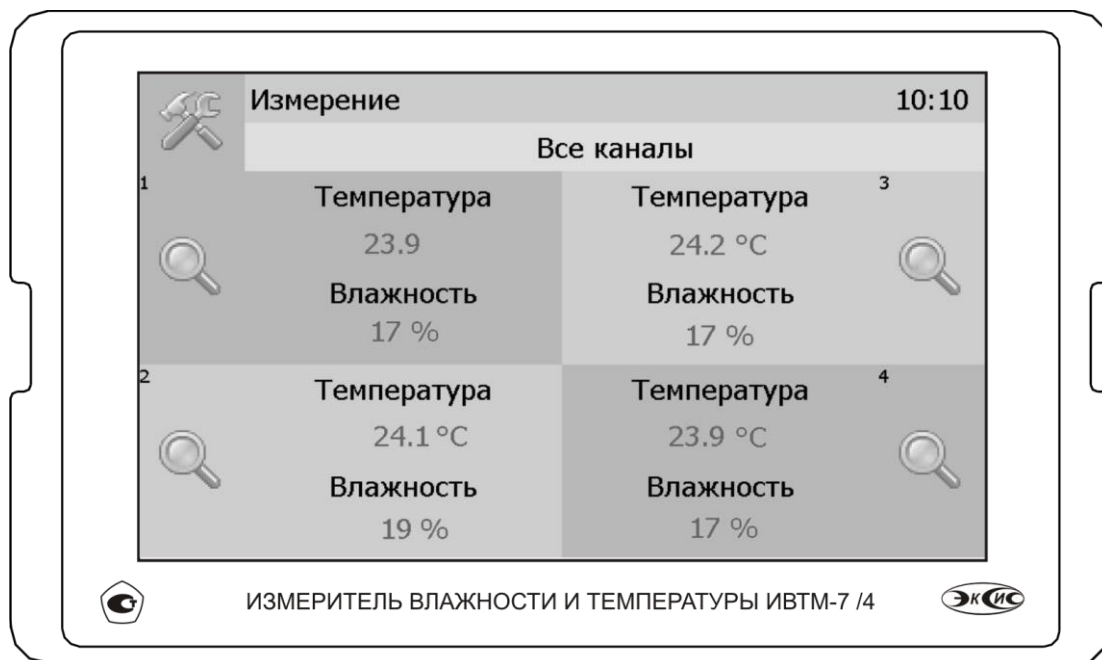 Измерение 10:10
Все каналы
1
Температура
23.9
Влажность
17 %
3
Температура
24.2 °C
Влажность
17 %
2
Температура
24.1 °C
Влажность
19 %
4
Температура
23.9 °C
Влажность
17 %
ИЗМЕРИТЕЛЬ ВЛАЖНОСТИ И ТЕМПЕРАТУРЫ ИВТМ-7 /4
ЭКСИС